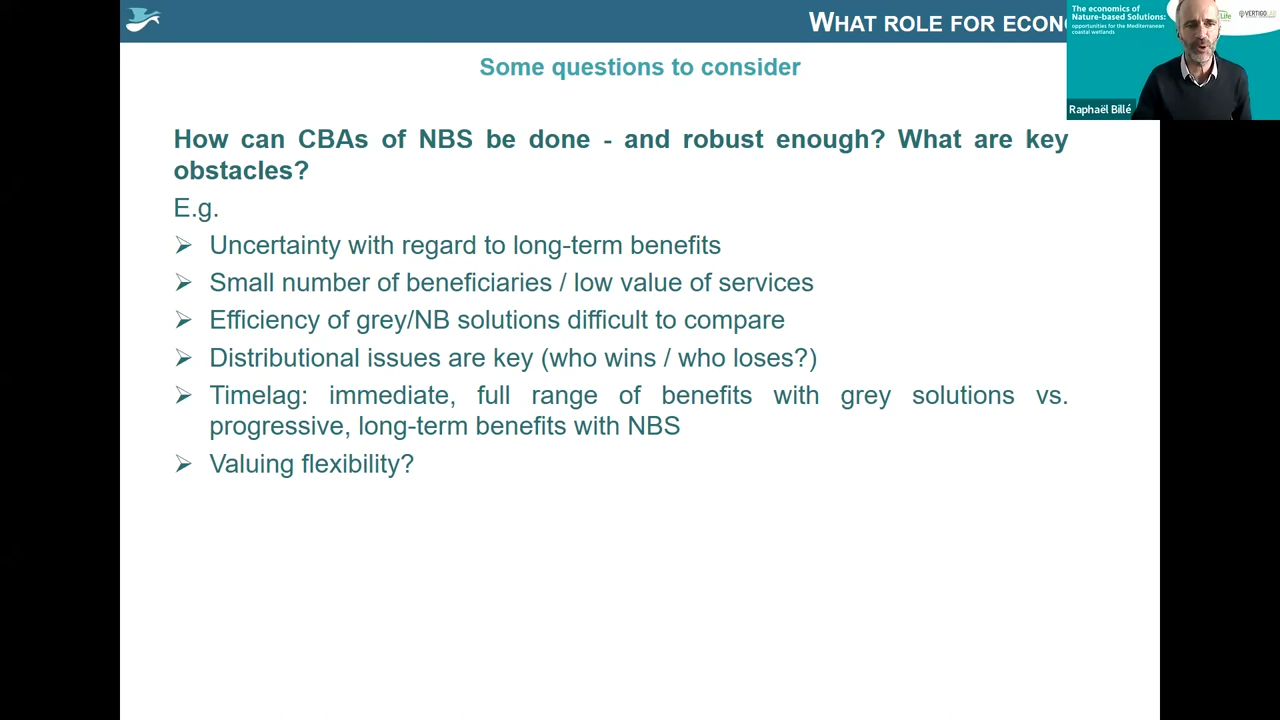 WHAT ROLE FOR ECON
Some questions to consider
How can CBAs of NBS be done - and robust enough? What are key
obstacles?
E.g.
➢ Uncertainty with regard to long-term benefits
➢ Small number of beneficiaries / low value of services
➢ Efficiency of grey/NB solutions difficult to compare
➢ Distributional issues are key (who wins / who loses?)
➢ Timelag: immediate, full range of benefits with grey solutions vs.
progressive, long-term benefits with NBS
➢ Valuing flexibility?
The economics of
Nature-based Solutions:
opportunities for the Mediterranean
coastal wetlands
Life
VERTIGO
Raphaël Billé